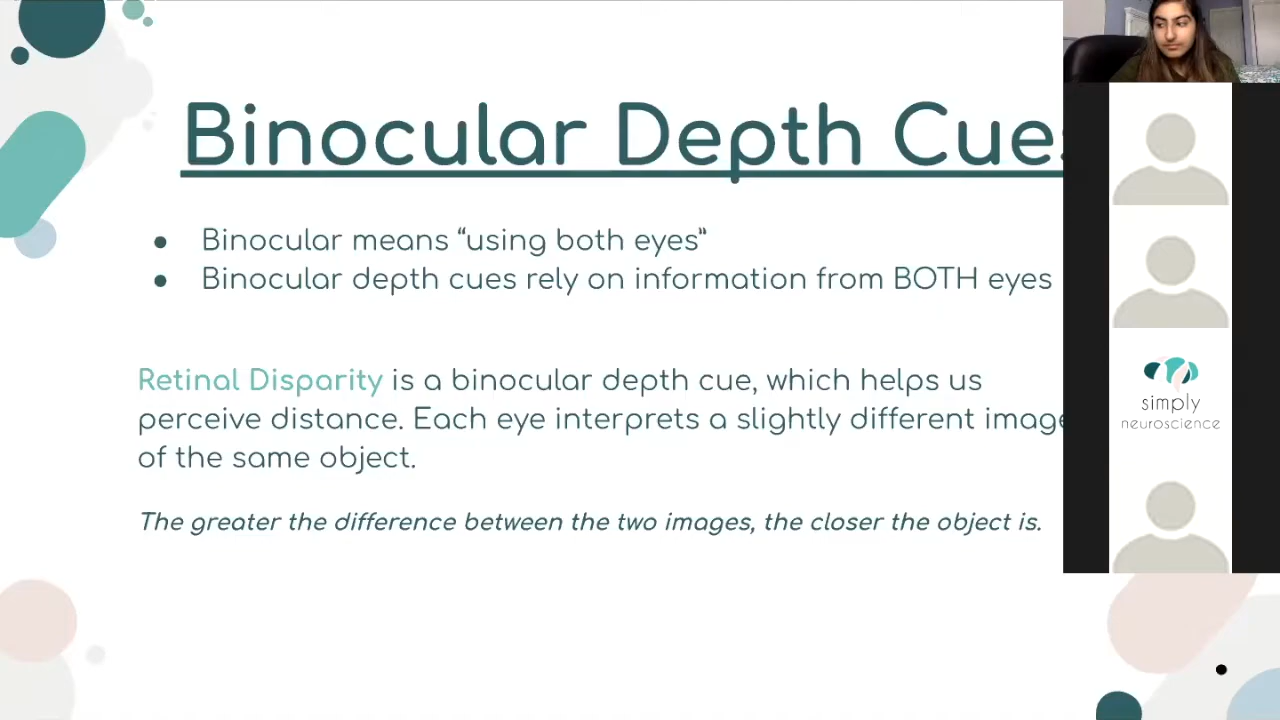 Binocular Depth Cues
● Binocular means “using both eyes”
● Binocular depth cues rely on information from BOTH eyes
Retinal Disparity is a binocular depth cue, which helps us
perceive distance. Each eye interprets a slightly different image
of the same object.
The greater the difference between the two images, the closer the object is.
simply
neuroscience